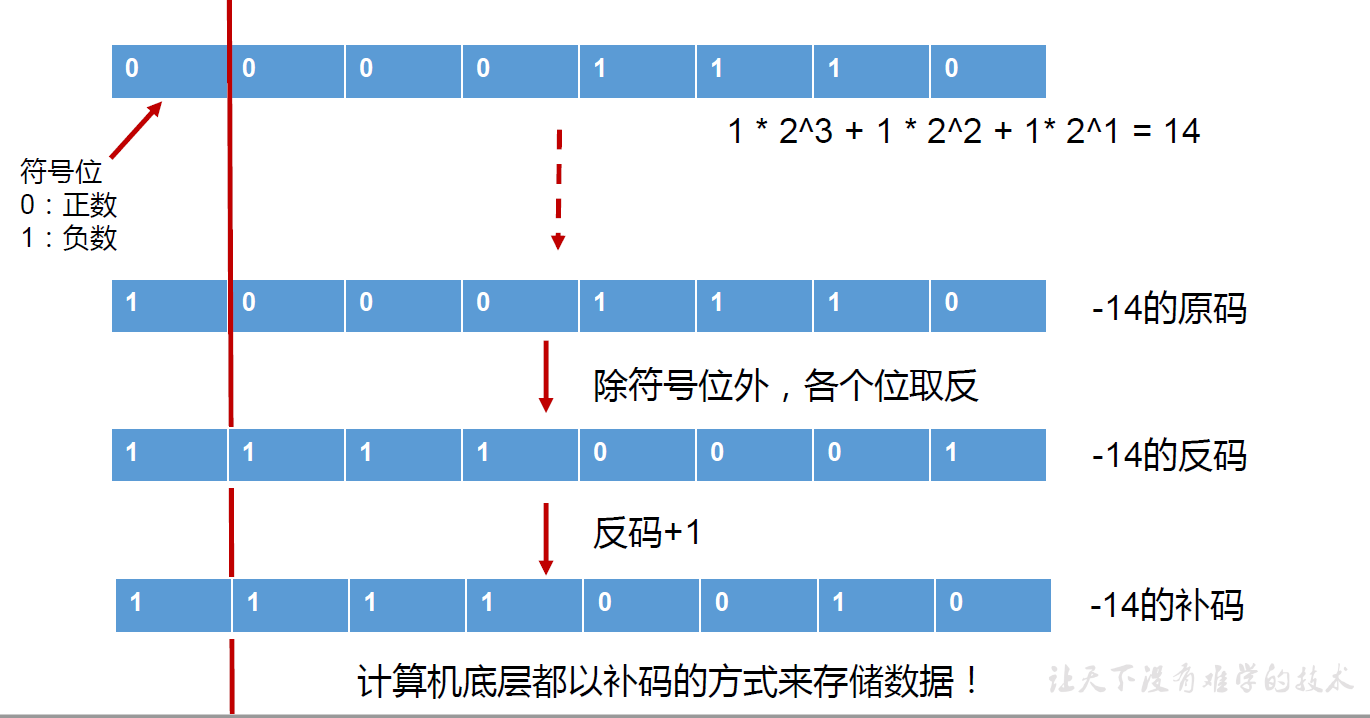 0 0 0 0 1 1 1 0
1 * 2^3 + 1 * 2^2 + 1* 2^1 = 14
符号位
0：正数
1：负数
1 0 0 0 1 1 1 0 -14的原码
除符号位外，各个位取反
1 1 1 1 0 0 0 1 -14的反码
反码+1
1 1 1 1 0 0 1 0 -14的补码
计算机底层都以补码的方式来存储数据！
让天下没有难学的技术